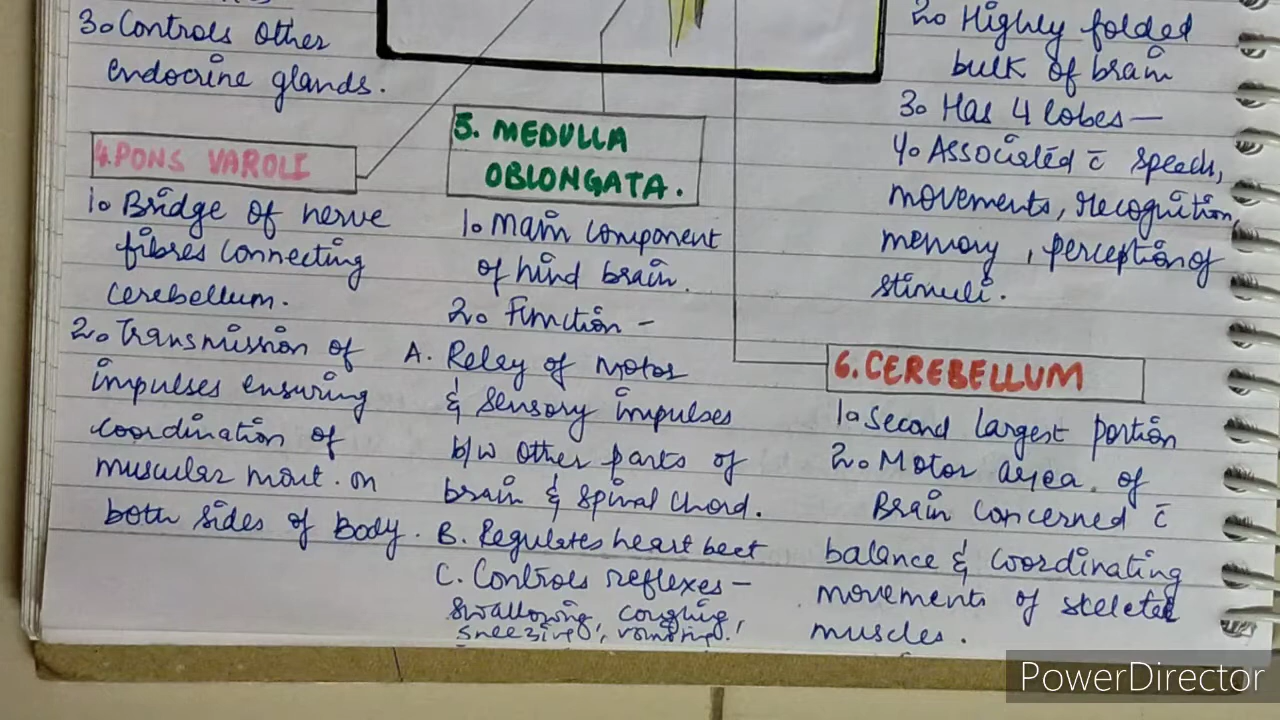 3. Controls other
endocrine glands.
4. PONS VAROLI
1. Bridge of nerve
fibres connecting
cerebellum.
2. Transmission of
impulses ensuring
coordination of
muscular movt. on
both sides of Body.
5. MEDULLA
OBLONGATA.
1. Main component
of hind brain.
2. Function -
A. Relay of Motor
& Sensory impulses
b/w other parts of
brain & Spinal Chord.
B. Regulates heart beat
C. Controls reflexes -
swallowing, coughing,
sneezing, vomiting.
2. Highly folded
bulk of brain
3. Has 4 lobes —
4. Associated c̄ speech,
movements, recognition,
memory, perception of
stimuli.
6. CEREBELLUM
1. Second largest portion
2. Motor area of
Brain concerned c̄
balance & coordinating
movements of skeletal
muscles.
PowerDirector